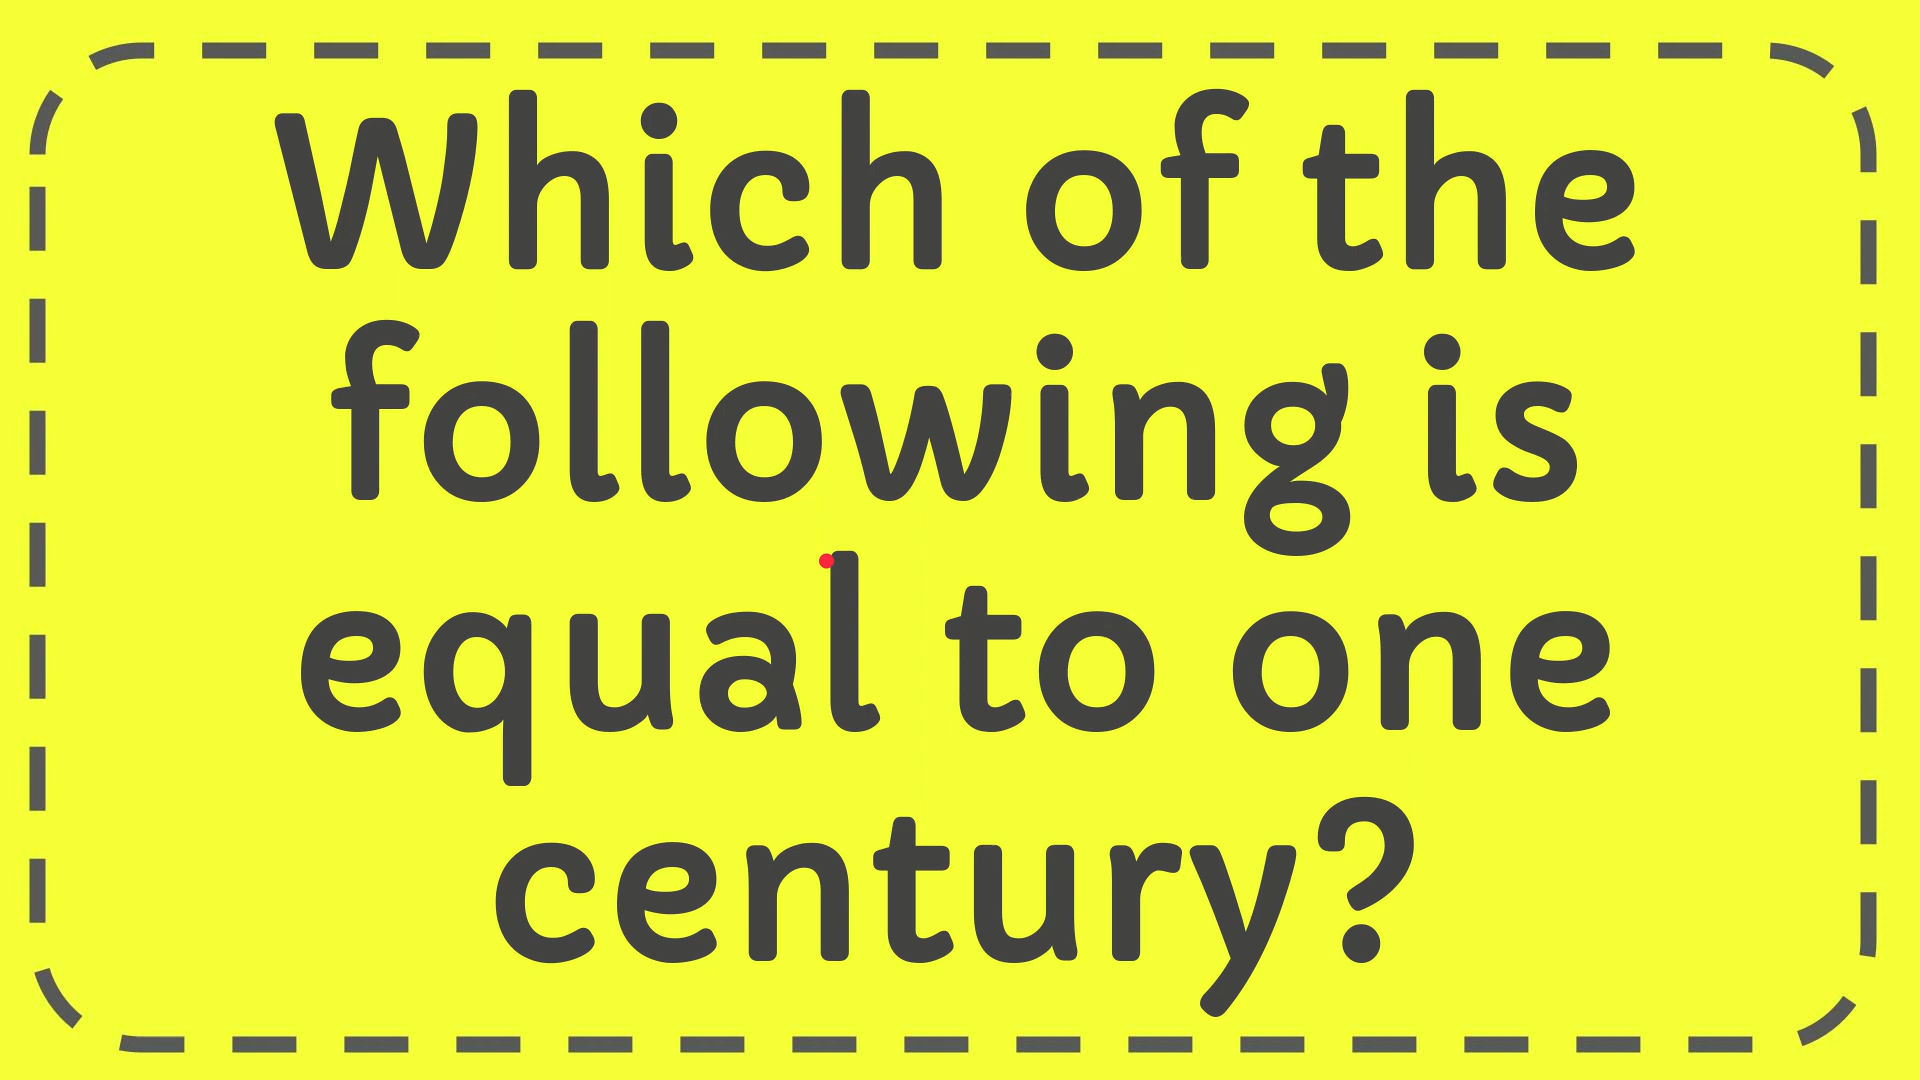 Which of the
following is
equal to one
century?